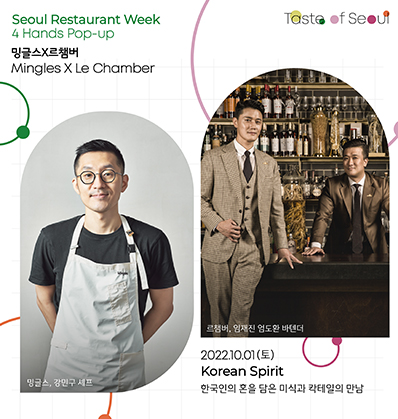 Seoul Restaurant Week
4 Hands Pop-up
밍글스X르챔버
Mingles X Le Chamber
Taste of Seoul
밍글스, 강민구 셰프
르챔버, 임재진 엄도환 바텐더
2022.10.01(토)
Korean Spirit
한국인의 혼을 담은 미식과 칵테일의 만남